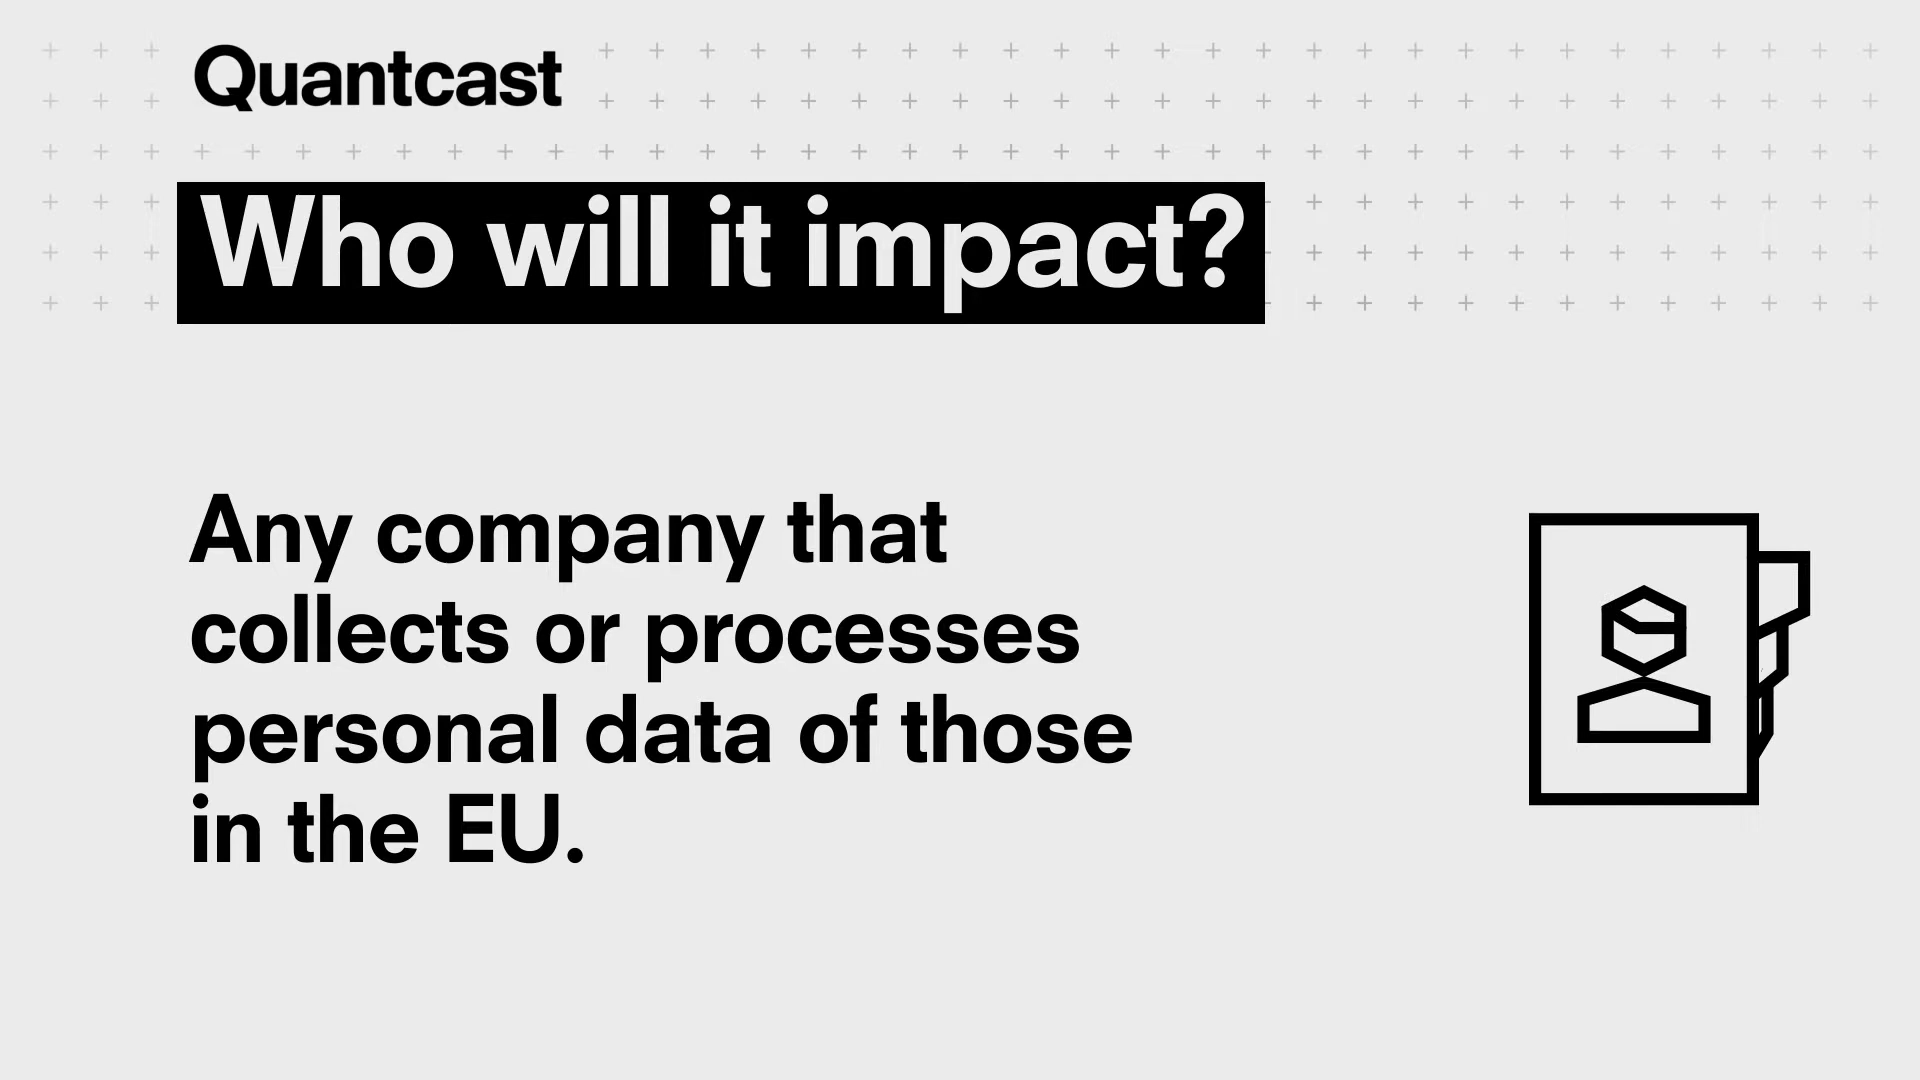 Quantcast
Who will it impact?
Any company that
collects or processes
personal data of those
in the EU.